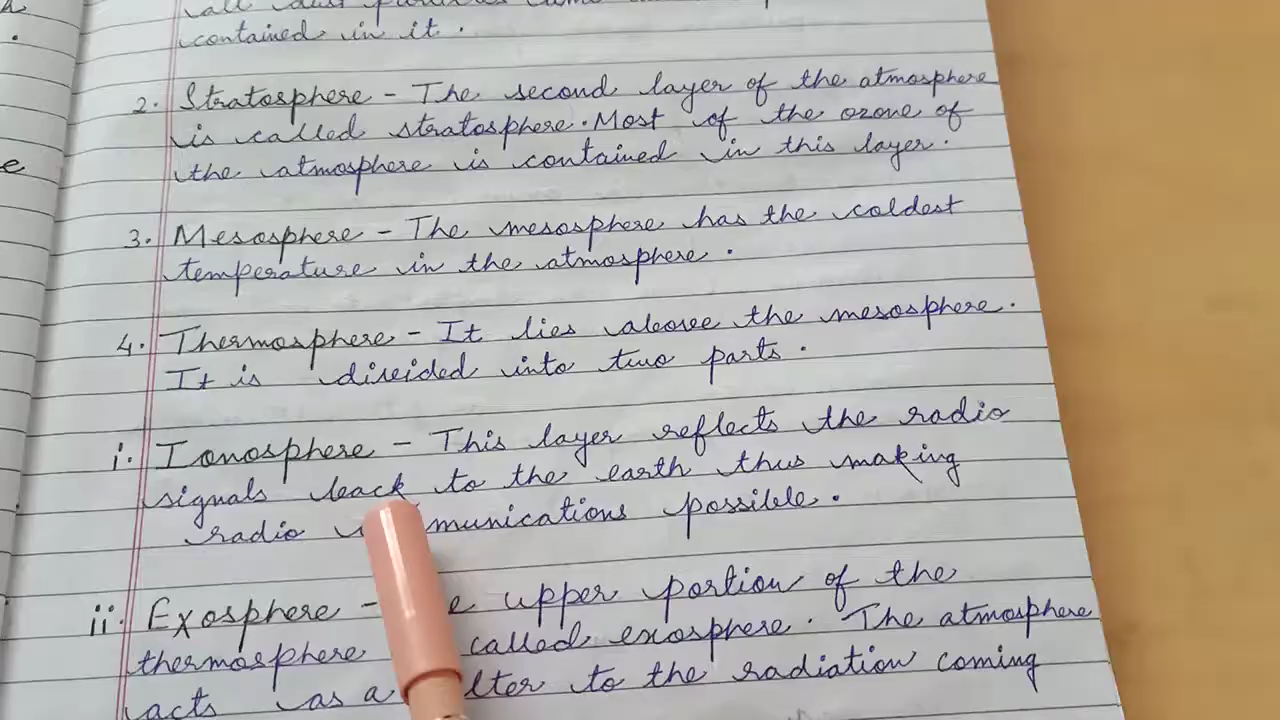 contained in it.
2. Stratosphere - The second layer of the atmosphere
is called stratosphere. Most of the ozone of
the atmosphere is contained in this layer.
3. Mesosphere - The mesosphere has the coldest
temperature in the atmosphere.
4. Thermosphere - It lies above the mesosphere.
It is divided into two parts.
i. Ionosphere - This layer reflects the radio
signals back to the earth thus making
radio munications possible.
ii. Exosphere - upper portion of the
thermosphere called exosphere. The atmosphere
acts as a lter to the radiation coming